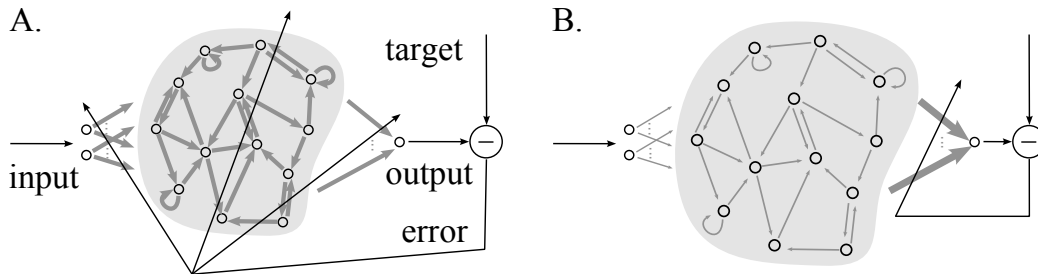 A.
B.
target
input
output
error